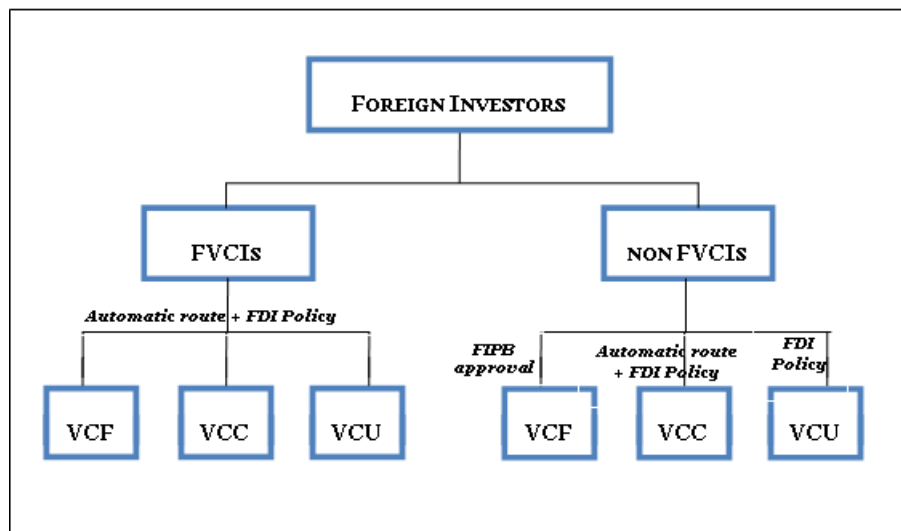 FOREIGN INVESTORS
FVCIs
NON FVCIs
Automatic route + FDI Policy
FIPB
approval
Automatic route
+ FDI Policy
FDI
Policy
VCF
VCC
VCU
VCF
VCC
VCU